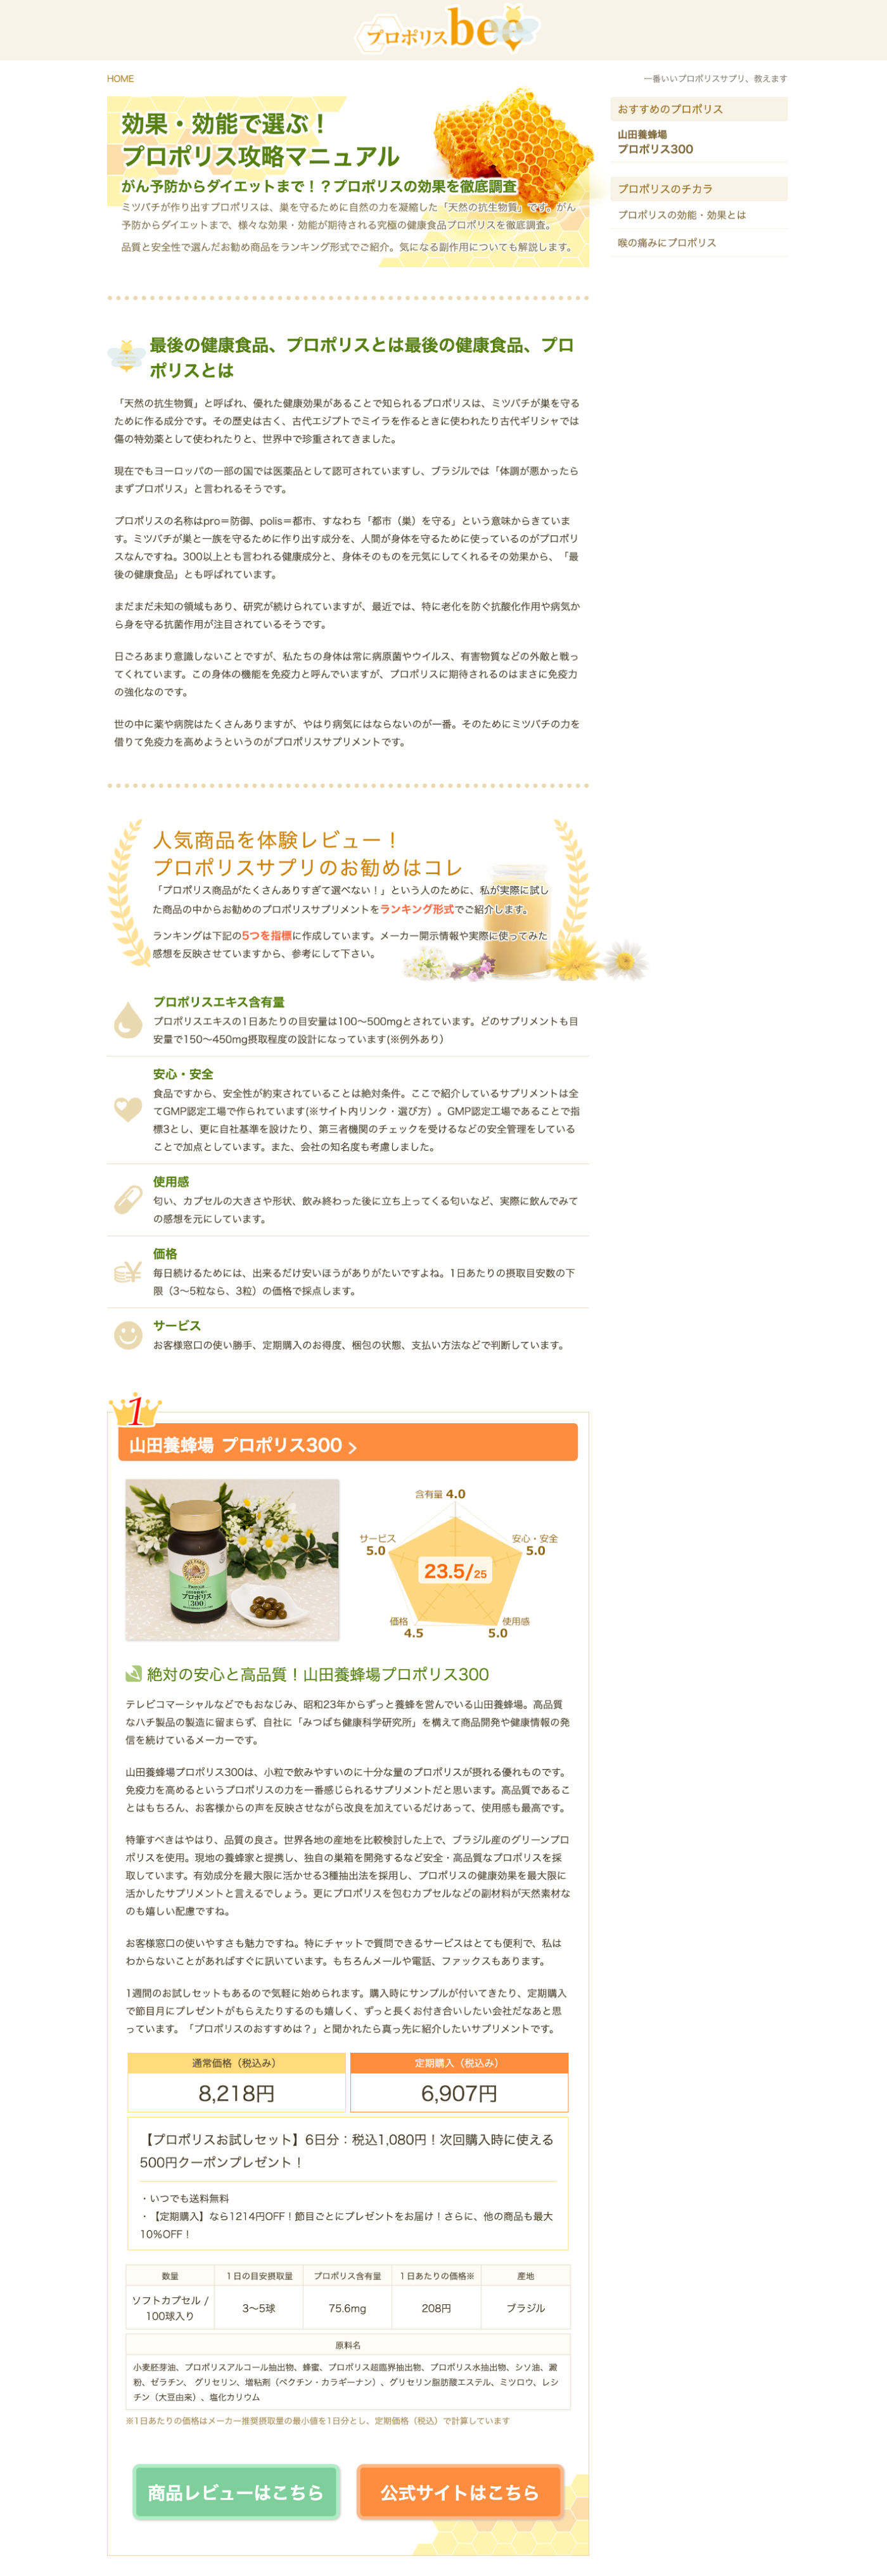 プロポリスbee
HOME
一番いいプロポリスサプリ、教えます
効果・効能で選ぶ！
プロポリス攻略マニュアル
がん予防からダイエットまで！？プロポリスの効果を徹底調査
ミツバチが作り出すプロポリスは、巣を守るために自然の力を凝縮した「天然の抗生物質」です。がん
予防からダイエットまで、様々な効果・効能が期待される究極の健康食品プロポリスを徹底調査。
品質と安全性で選んだお勧め商品をランキング形式でご紹介。気になる副作用についても解説します。
おすすめのプロポリス
山田養蜂場
プロポリス300
プロポリスのチカラ
プロポリスの効能・効果とは
喉の痛みにプロポリス
最後の健康食品、プロポリスとは最後の健康食品、プロ
ポリスとは
「天然の抗生物質」と呼ばれ、優れた健康効果があることで知られるプロポリスは、ミツバチが巣を守る
ために作る成分です。その歴史は古く、古代エジプトでミイラを作るときに使われたり古代ギリシャでは
傷の特効薬として使われたりと、世界中で珍重されてきました。
現在でもヨーロッパの一部の国では医薬品として認可されていますし、ブラジルでは「体調が悪かったら
まずプロポリス」と言われるそうです。
プロポリスの名称はpro＝防御、polis＝都市、すなわち「都市（巣）を守る」という意味からきていま
す。ミツバチが巣と一族を守るために作り出す成分を、人間が身体を守るために使っているのがプロポリ
スなんですね。300以上とも言われる健康成分と、身体そのものを元気にしてくれるその効果から、「最
後の健康食品」とも呼ばれています。
まだまだ未知の領域もあり、研究が続けられていますが、最近では、特に老化を防ぐ抗酸化作用や病気か
ら身を守る抗菌作用が注目されているそうです。
日ごろあまり意識しないことですが、私たちの身体は常に病原菌やウイルス、有害物質などの外敵と戦っ
てくれています。この身体の機能を免疫力と呼んでいますが、プロポリスに期待されるのはまさに免疫力
の強化なのです。
世の中に薬や病院はたくさんありますが、やはり病気にはならないのが一番。そのためにミツバチの力を
借りて免疫力を高めようというのがプロポリスサプリメントです。
人気商品を体験レビュー！
プロポリスサプリのお勧めはコレ
「プロポリス商品がたくさんありすぎて選べない！」という人のために、私が実際に試し
た商品の中からお勧めのプロポリスサプリメントをランキング形式でご紹介します。
ランキングは下記の5つを指標に作成しています。メーカー開示情報や実際に使ってみた
感想を反映させていますから、参考にして下さい。
プロポリスエキス含有量
プロポリスエキスの1日あたりの目安量は100〜500mgとされています。どのサプリメントも目
安量で150〜450mg摂取程度の設計になっています(※例外あり）
安心・安全
食品ですから、安全性が約束されていることは絶対条件。ここで紹介しているサプリメントは全
てGMP認定工場で作られています(※サイト内リンク・選び方）。GMP認定工場であることで指
標3とし、更に自社基準を設けたり、第三者機関のチェックを受けるなどの安全管理をしている
ことで加点としています。また、会社の知名度も考慮しました。
使用感
匂い、カプセルの大きさや形状、飲み終わった後に立ち上ってくる匂いなど、実際に飲んでみて
の感想を元にしています。
価格
毎日続けるためには、出来るだけ安いほうがありがたいですよね。1日あたりの摂取目安数の下
限（3〜5粒なら、3粒）の価格で採点します。
サービス
お客様窓口の使い勝手、定期購入のお得度、梱包の状態、支払い方法などで判断しています。
1
山田養蜂場 プロポリス300
プロポリス
300
含有量 4.0
サービス
5.0
安心・安全
5.0
23.5/25
価格
4.5
使用感
5.0
絶対の安心と高品質！山田養蜂場プロポリス300
テレビコマーシャルなどでもおなじみ、昭和23年からずっと養蜂を営んでいる山田養蜂場。高品質
なハチ製品の製造に留まらず、自社に「みつばち健康科学研究所」を構えて商品開発や健康情報の発
信を続けているメーカーです。
山田養蜂場プロポリス300は、小粒で飲みやすいのに十分な量のプロポリスが摂れる優れものです。
免疫力を高めるというプロポリスの力を一番感じられるサプリメントだと思います。高品質であるこ
とはもちろん、お客様からの声を反映させながら改良を加えているだけあって、使用感も最高です。
特筆すべきはやはり、品質の良さ。世界各地の産地を比較検討した上で、ブラジル産のグリーンプロ
ポリスを使用。現地の養蜂家と提携し、独自の巣箱を開発するなど安全・高品質なプロポリスを採
取しています。有効成分を最大限に活かせる3種抽出法を採用し、プロポリスの健康効果を最大限に
活かしたサプリメントと言えるでしょう。更にプロポリスを包むカプセルなどの副材料が天然素材な
のも嬉しい配慮ですね。
お客様窓口の使いやすさも魅力ですね。特にチャットで質問できるサービスはとても便利で、私は
わからないことがあればすぐに訊いています。もちろんメールや電話、ファックスもあります。
1週間のお試しセットもあるので気軽に始められます。購入時にサンプルが付いてきたり、定期購入
で節目月にプレゼントがもらえたりするのも嬉しく、ずっと長くお付き合いしたい会社だなあと思
っています。「プロポリスのおすすめは？」と聞かれたら真っ先に紹介したいサプリメントです。
通常価格（税込み）
定期購入（税込み）
8,218円
6,907円
【プロポリスお試しセット】6日分：税込1,080円！次回購入時に使える
500円クーポンプレゼント！
・いつでも送料無料
・【定期購入】なら1214円OFF！節目ごとにプレゼントをお届け！さらに、他の商品も最大
10%OFF！
数量 1日の目安摂取量 プロポリス含有量 1日あたりの価格※ 産地
ソフトカプセル /
100球入り
3〜5球 75.6mg 208円 ブラジル
原料名
小麦胚芽油、プロポリスアルコール抽出物、蜂蜜、プロポリス超臨界抽出物、プロポリス水抽出物、シソ油、澱
粉、ゼラチン、 グリセリン、増粘剤（ペクチン・カラギーナン）、グリセリン脂肪酸エステル、ミツロウ、レシ
チン（大豆由来）、塩化カリウム
※1日あたりの価格はメーカー推奨摂取量の最小値を1日分とし、定期価格（税込）で計算しています
商品レビューはこちら
公式サイトはこちら